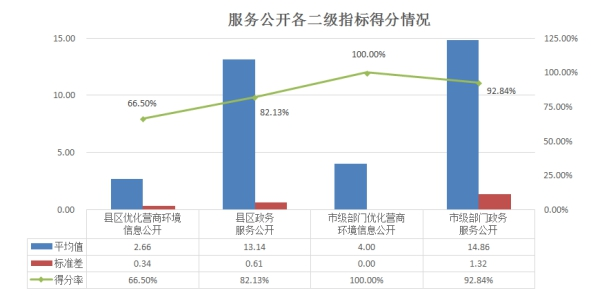 服务公开各二级指标得分情况
15.00
10.00
5.00
0.00
125.00%
100.00%
75.00%
50.00%
25.00%
0.00%
66.50%
82.13%
100.00%
92.84%
县区优化营商环境
信息公开
县区政务
服务公开
市级部门优化营商
环境信息公开
市级部门政务
服务公开
平均值 2.66 13.14 4.00 14.86
标准差 0.34 0.61 0.00 1.32
得分率 66.50% 82.13% 100.00% 92.84%